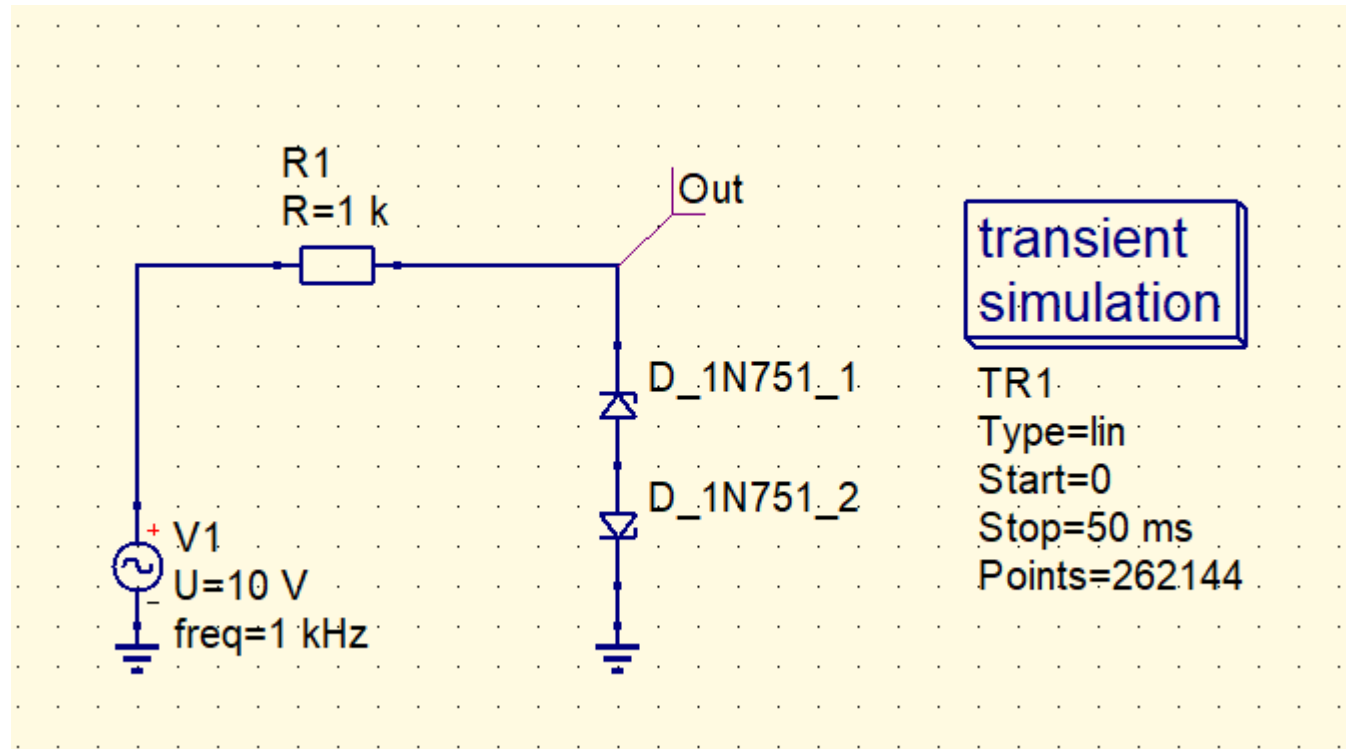 R1
R=1 k
Out
transient
simulation
D_1N751_1
TR1
Type=lin
Start=0
Stop=50 ms
Points=262144
D_1N751_2
+
V1
U=10 V
–
freq=1 kHz